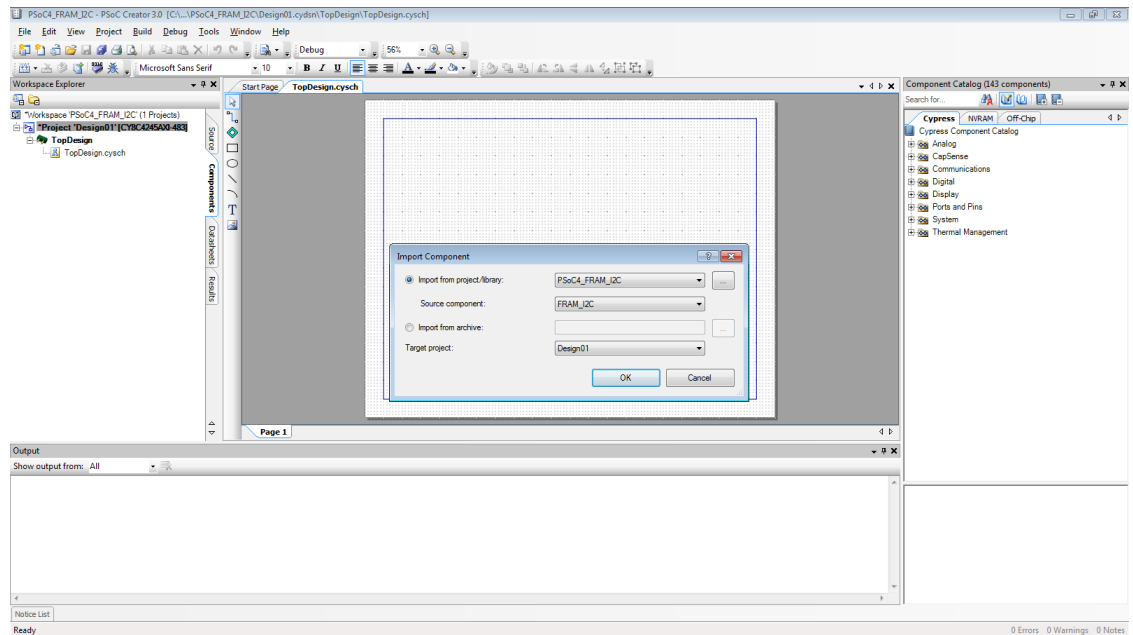 PSoC4_FRAM_I2C - PSoC Creator 3.0 [C:\...\PSoC4_FRAM_I2C\Design01.cydsn\TopDesign\TopDesign.cysch]
File Edit View Project Build Debug Tools Window Help
Debug 56%
Microsoft Sans Serif 10 B I U A
Workspace Explorer
Workspace 'PSoC4_FRAM_I2C' (1 Projects)
*Project 'Design01' [CY8C4245AXI-483]
TopDesign
TopDesign.cysch
Source
Components
Datasheets
Results
Start Page TopDesign.cysch
T
Import Component
Import from project/library: PSoC4_FRAM_I2C ...
Source component: FRAM_I2C
Import from archive: ...
Target project: Design01
OK Cancel
Page 1
Component Catalog (143 components)
Search for...
Cypress NVRAM Off-Chip
Cypress Component Catalog
Analog
CapSense
Communications
Digital
Display
Ports and Pins
System
Thermal Management
Output
Show output from: All
Notice List
Ready 0 Errors 0 Warnings 0 Notes